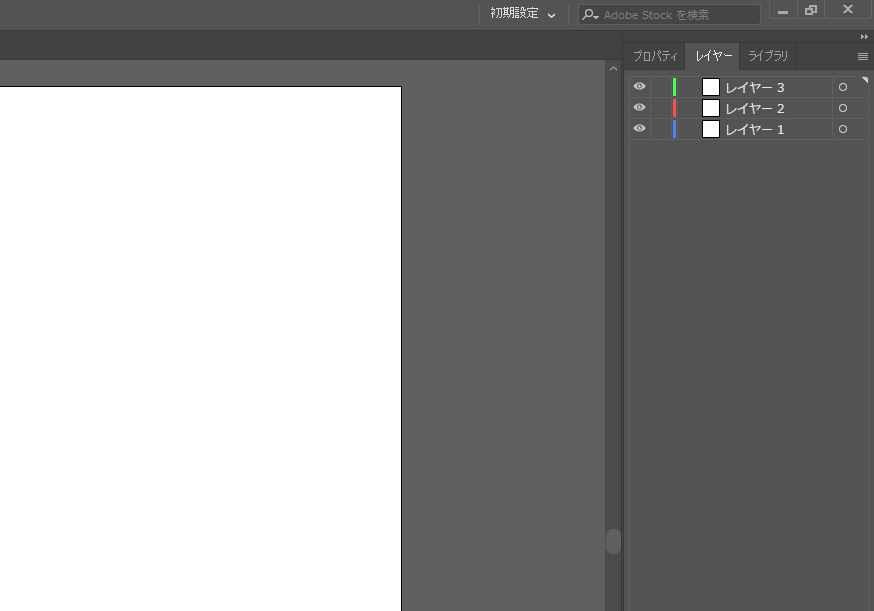 初期設定
Adobe Stock を検索
プロパティ レイヤー ライブラリ
レイヤー 3
レイヤー 2
レイヤー 1